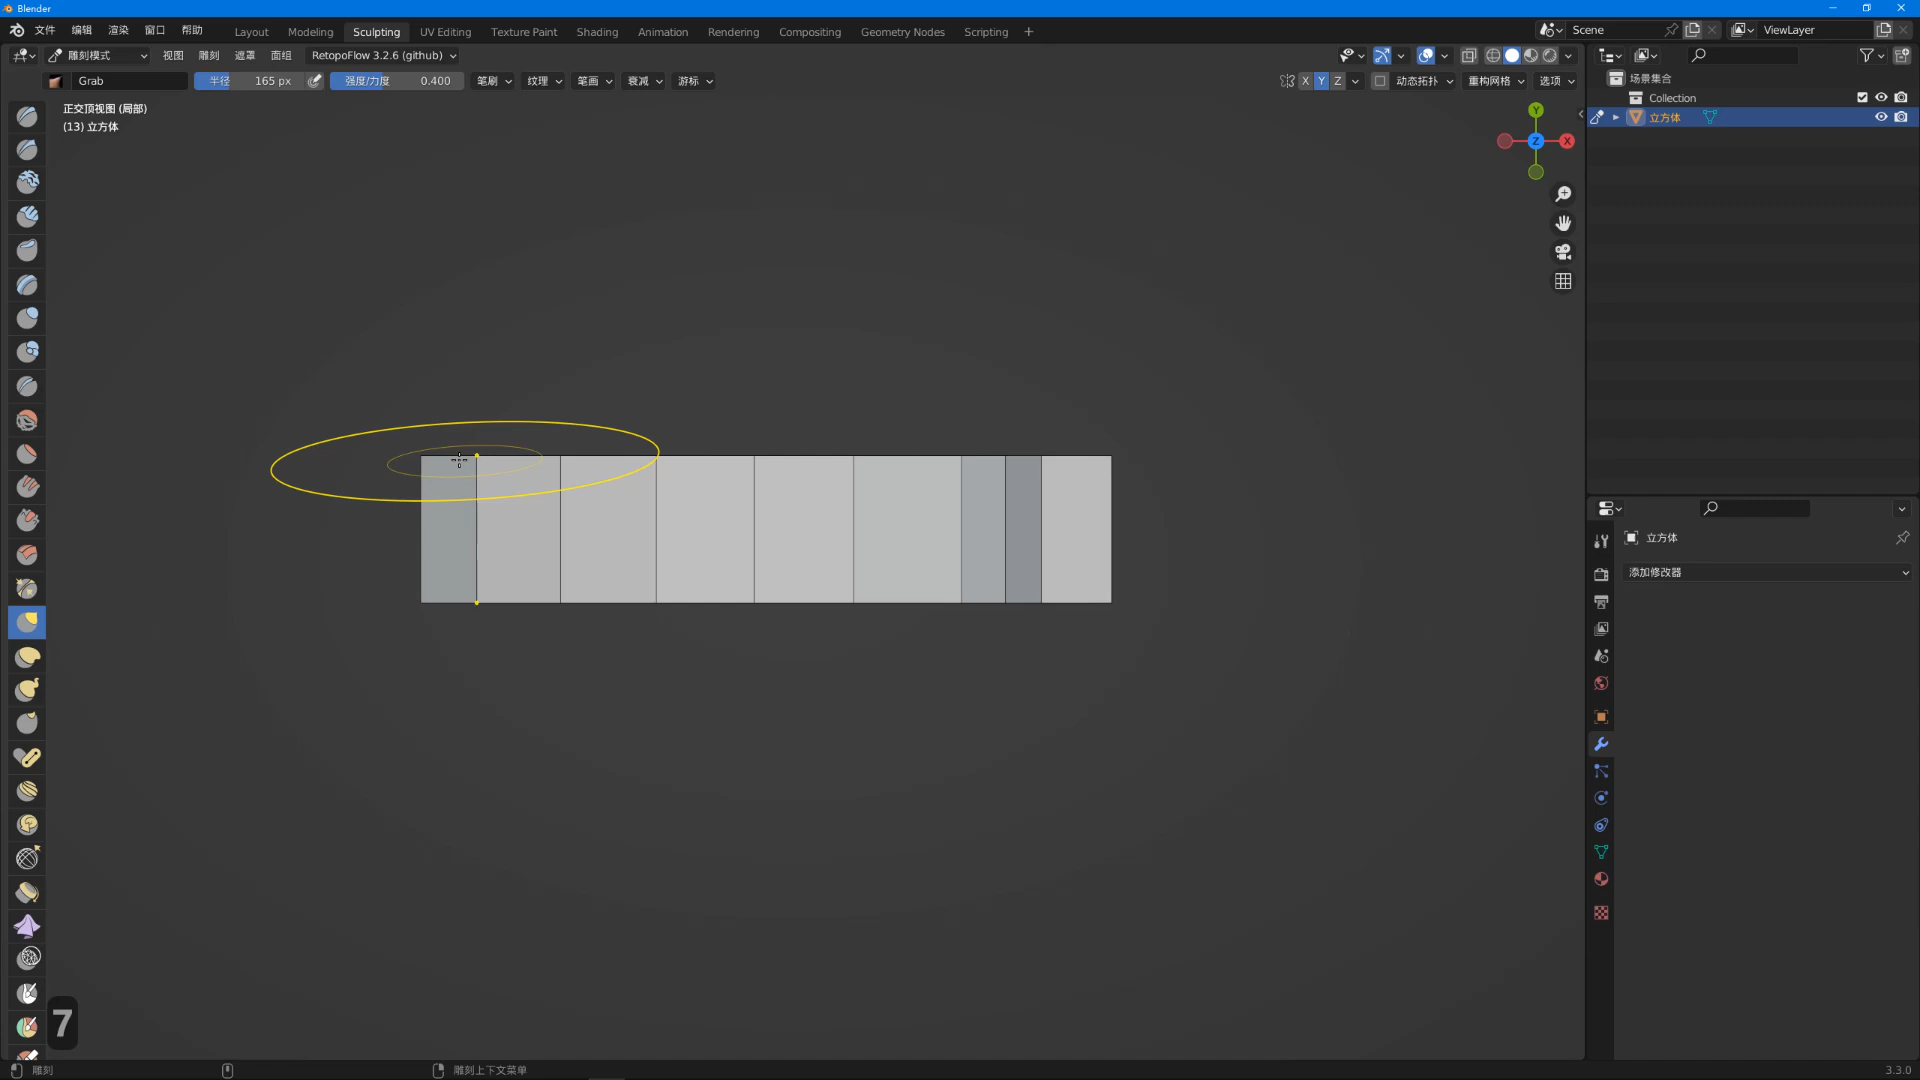 Blender
文件 编辑 渲染 窗口 帮助 Layout Modeling Sculpting UV Editing Texture Paint Shading Animation Rendering Compositing Geometry Nodes Scripting + Scene ViewLayer
雕刻模式 视图 雕刻 遮罩 面组 RetopoFlow 3.2.6 (github)
Grab 半径 165 px 强度/力度 0.400 笔刷 纹理 笔画 衰减 游标 X Y Z 动态拓扑 重构网格 选项
场景集合
Collection
立方体
正交顶视图 (局部)
(13) 立方体
Y
Z X
立方体
添加修改器
7
雕刻 雕刻上下文菜单 3.3.0